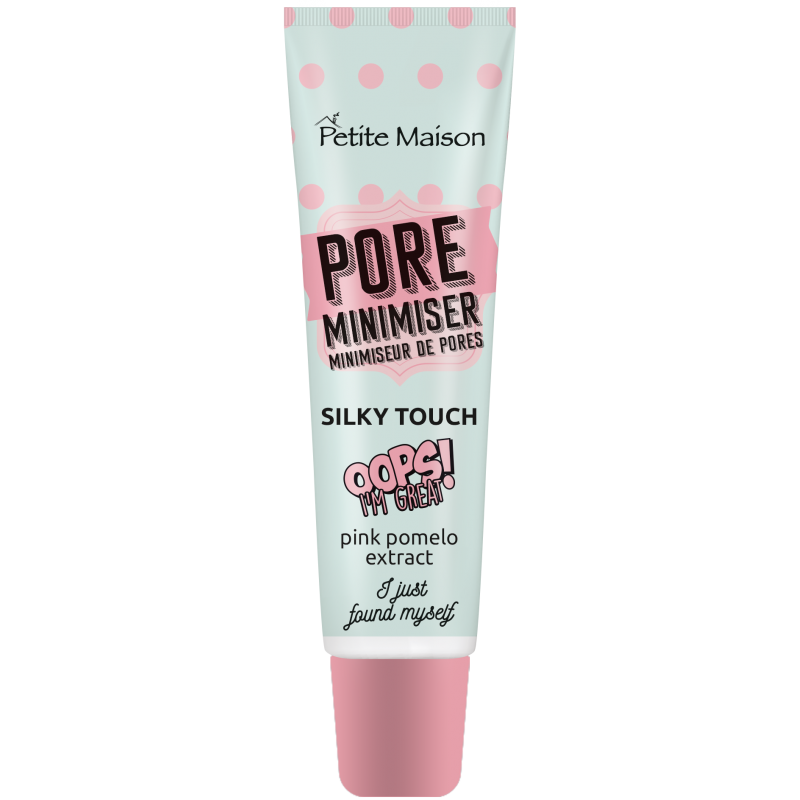 Petite Maison
PORE
MINIMISER
MINIMISEUR DE PORES
SILKY TOUCH
OOPS!
I'M GREAT
pink pomelo
extract
I just
found myself